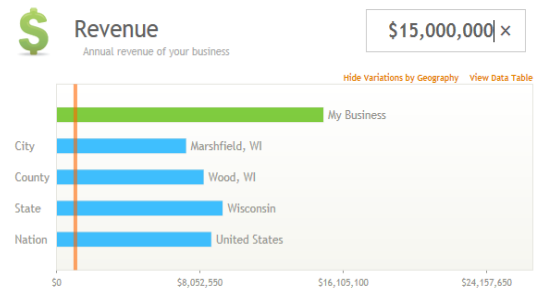 $
Revenue
$15,000,000 ×
Annual revenue of your business
Hide Variations by Geography View Data Table
My Business
City Marshfield, WI
County Wood, WI
State Wisconsin
Nation United States
$0 $8,052,550 $16,105,100 $24,157,650